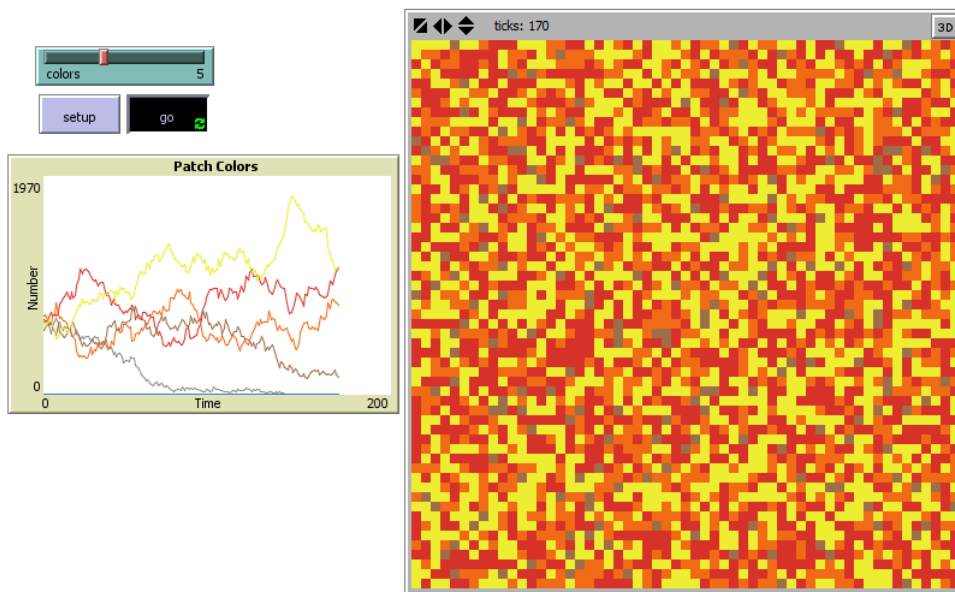 ticks: 170
3D
colors 5
setup
go
Patch Colors
1970
Number
0
0 Time 200